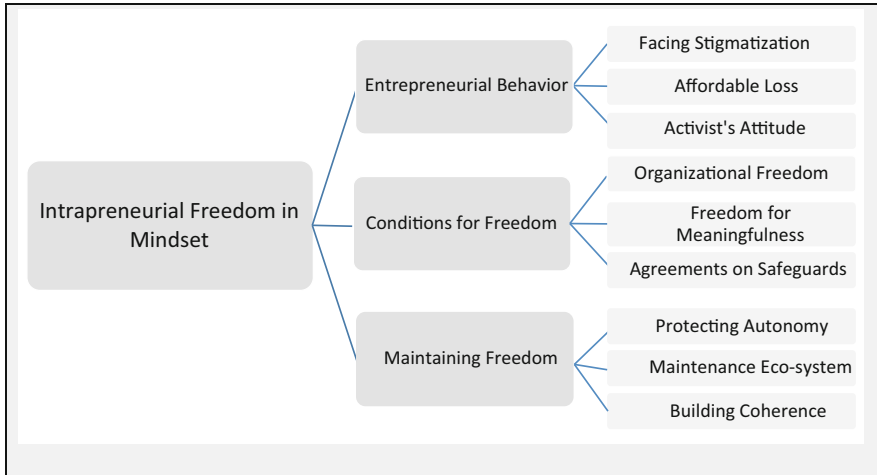 Intrapreneurial Freedom in
Mindset
Entrepreneurial Behavior
Facing Stigmatization
Affordable Loss
Activist's Attitude
Conditions for Freedom
Organizational Freedom
Freedom for
Meaningfulness
Agreements on Safeguards
Maintaining Freedom
Protecting Autonomy
Maintenance Eco-system
Building Coherence